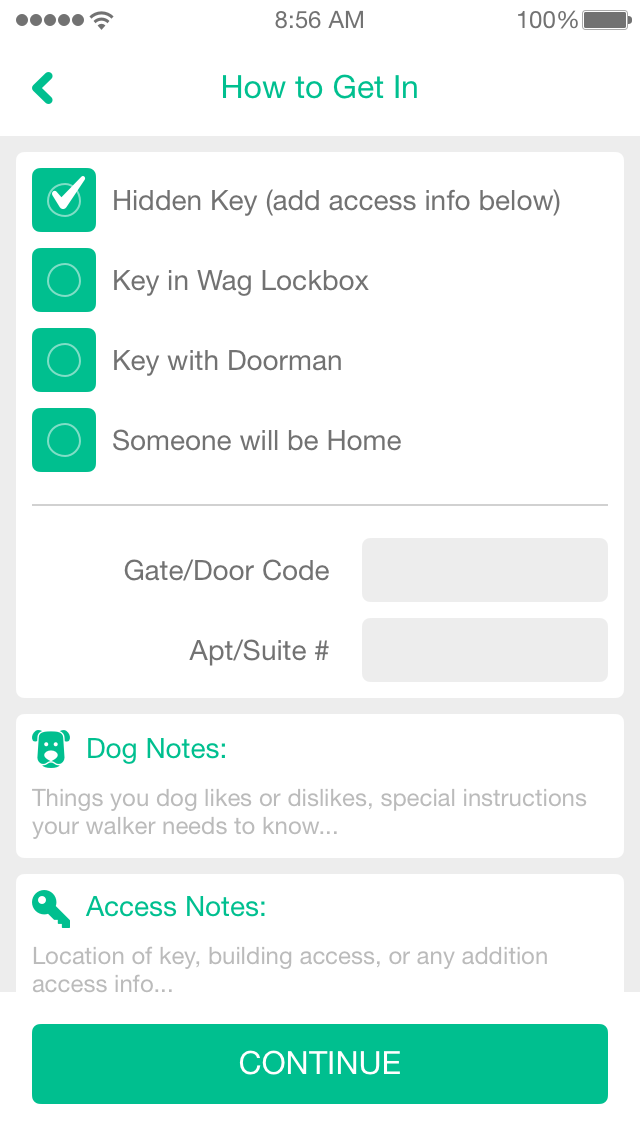 8:56 AM
100%
How to Get In
Hidden Key (add access info below)
Key in Wag Lockbox
Key with Doorman
Someone will be Home
Gate/Door Code
Apt/Suite #
Dog Notes:
Things you dog likes or dislikes, special instructions
your walker needs to know...
Access Notes:
Location of key, building access, or any addition
access info...
CONTINUE